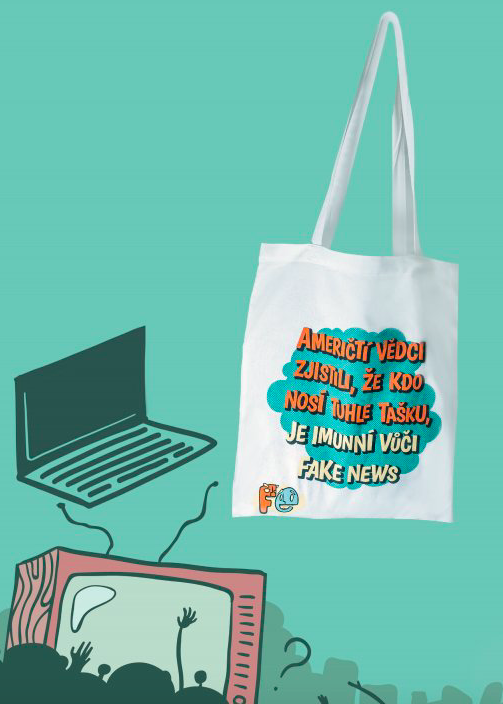 AMERIČTÍ VĚDCI
ZJISTILI, ŽE KDO
NOSÍ TUHLE TAŠKU,
JE IMUNNÍ VŮČI
FAKE NEWS
?